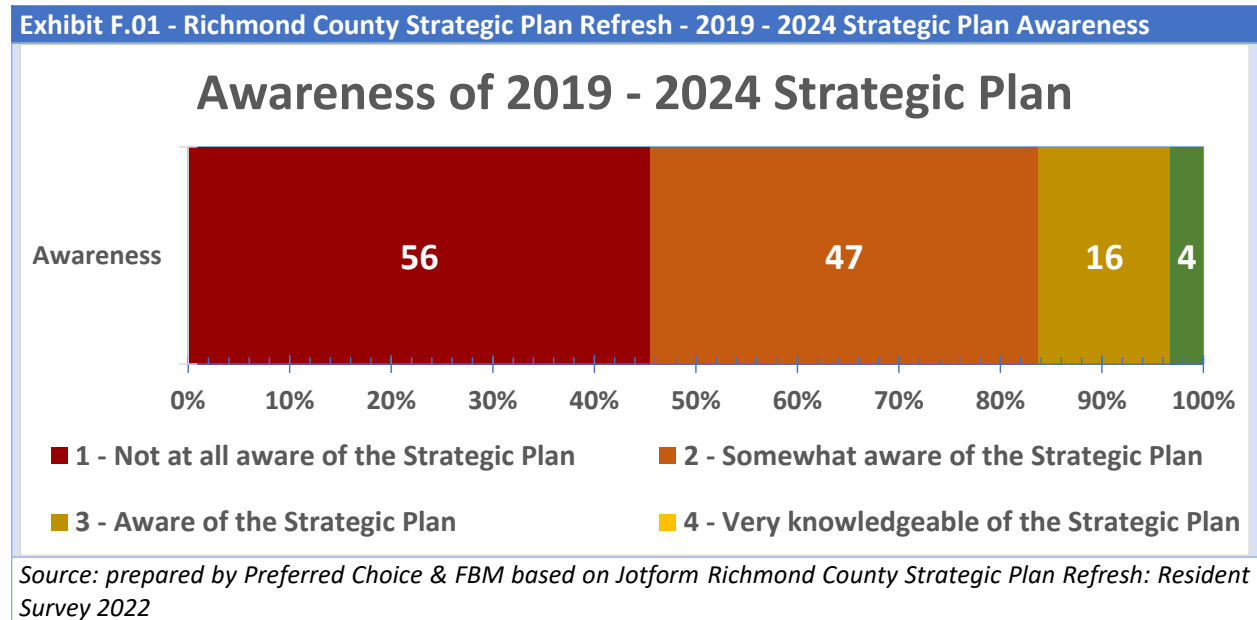 Exhibit F.01 - Richmond County Strategic Plan Refresh - 2019 - 2024 Strategic Plan Awareness
Awareness of 2019 - 2024 Strategic Plan
Awareness 56 47 16 4
0% 10% 20% 30% 40% 50% 60% 70% 80% 90% 100%
1 - Not at all aware of the Strategic Plan 2 - Somewhat aware of the Strategic Plan
3 - Aware of the Strategic Plan 4 - Very knowledgeable of the Strategic Plan
Source: prepared by Preferred Choice & FBM based on Jotform Richmond County Strategic Plan Refresh: Resident
Survey 2022